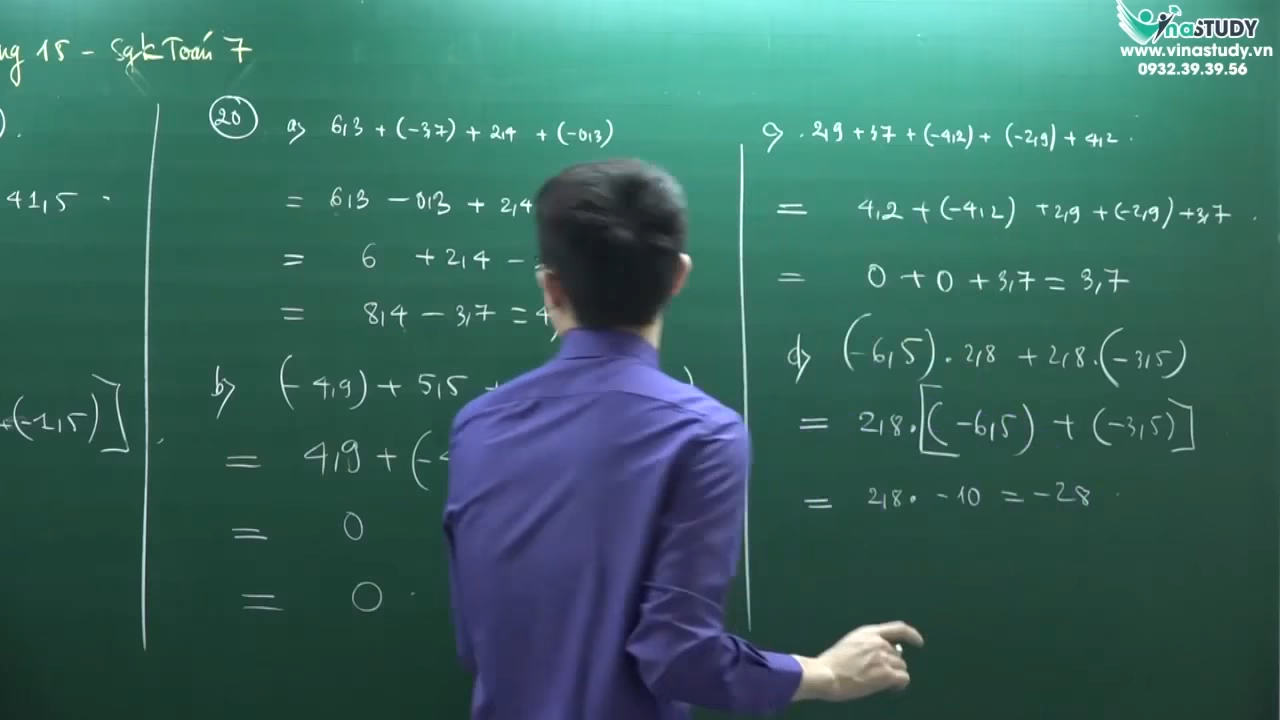 VinaSTUDY
www.vinastudy.vn
0932.39.39.56
15 - Sgk Toán 7
41,5
+(-1,5)]
20 a) 6,3 + (-3,7) + 2,4 + (-0,3)
= 6,3 - 0,3 + 2,4
= 6 + 2,4 -
= 8,4 - 3,7 = 4,
b) (-4,9) + 5,5 +
= 4,9 + (-4
= 0
= 0
c) 2,9 + 3,7 + (-4,2) + (-2,9) + 4,2
= 4,2 + (-4,2) + 2,9 + (-2,9) + 3,7
= 0 + 0 + 3,7 = 3,7
d) (-6,5) . 2,8 + 2,8 . (-3,5)
= 2,8 . [(-6,5) + (-3,5)]
= 2,8 . -10 = -28